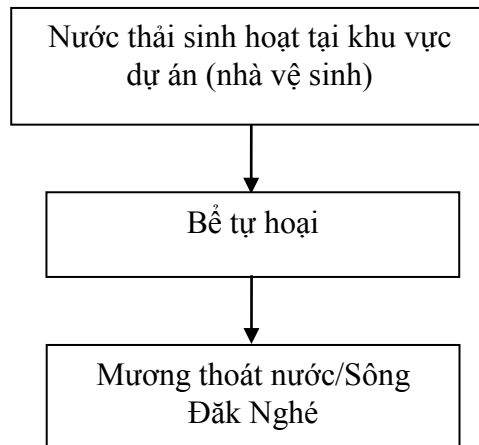 Nước thải sinh hoạt tại khu vực
dự án (nhà vệ sinh)
Bể tự hoại
Mương thoát nước/Sông
Đăk Nghé